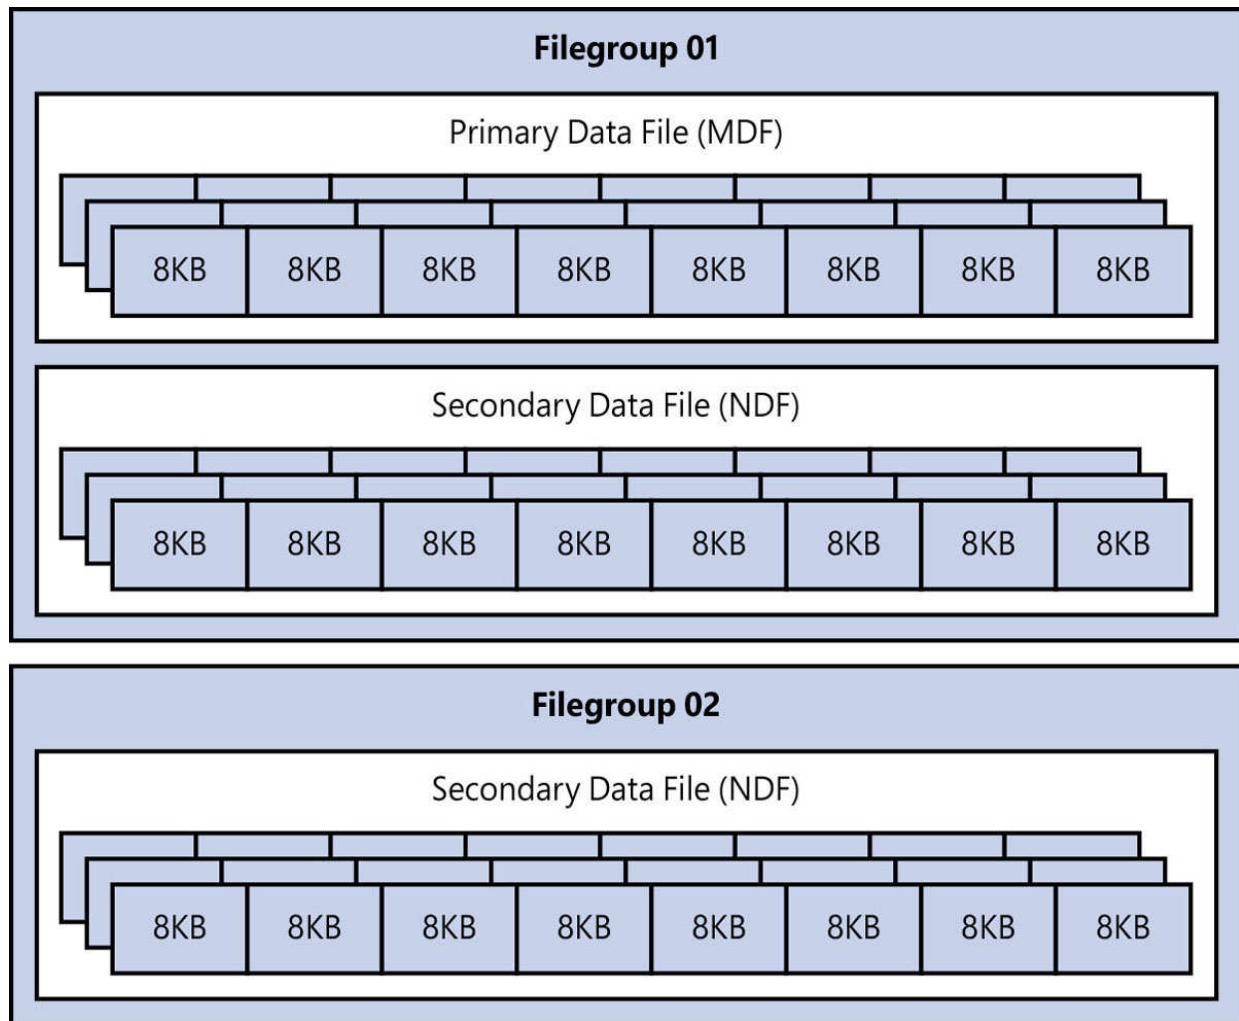 Filegroup 01
Primary Data File (MDF)
8KB 8KB 8KB 8KB 8KB 8KB 8KB 8KB
Secondary Data File (NDF)
8KB 8KB 8KB 8KB 8KB 8KB 8KB 8KB
Filegroup 02
Secondary Data File (NDF)
8KB 8KB 8KB 8KB 8KB 8KB 8KB 8KB